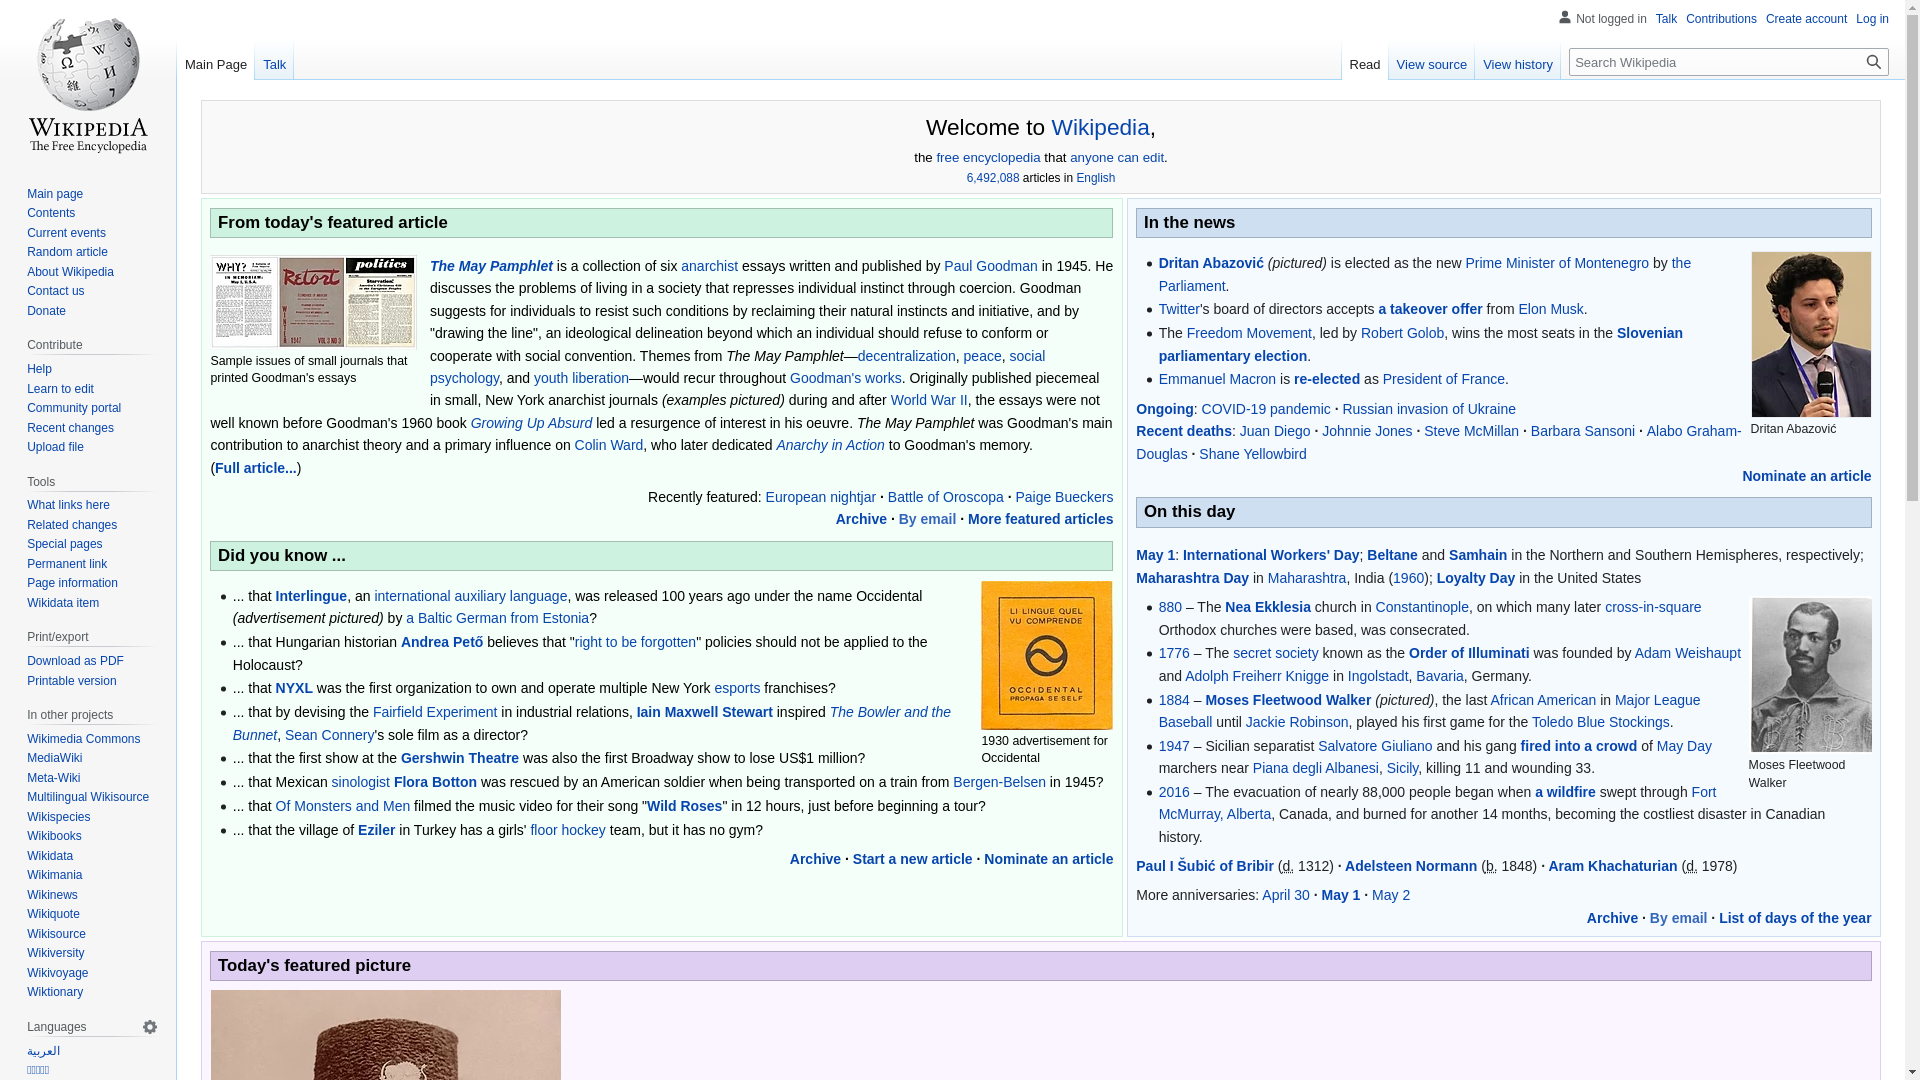 Not logged in Talk Contributions Create account Log in
Main Page Talk Read View source View history Search Wikipedia
WIKIPEDIA
The Free Encyclopedia
Main page
Contents
Current events
Random article
About Wikipedia
Contact us
Donate
Contribute
Help
Learn to edit
Community portal
Recent changes
Upload file
Tools
What links here
Related changes
Special pages
Permanent link
Page information
Wikidata item
Print/export
Download as PDF
Printable version
In other projects
Wikimedia Commons
MediaWiki
Meta-Wiki
Multilingual Wikisource
Wikispecies
Wikibooks
Wikidata
Wikimania
Wikinews
Wikiquote
Wikisource
Wikiversity
Wikivoyage
Wiktionary
Languages
العربية
Welcome to Wikipedia,
the free encyclopedia that anyone can edit.
6,492,088 articles in English
From today's featured article
WHY?
Retort
politics
Sample issues of small journals that
printed Goodman's essays
The May Pamphlet is a collection of six anarchist essays written and published by Paul Goodman in 1945. He
discusses the problems of living in a society that represses individual instinct through coercion. Goodman
suggests for individuals to resist such conditions by reclaiming their natural instincts and initiative, and by
"drawing the line", an ideological delineation beyond which an individual should refuse to conform or
cooperate with social convention. Themes from The May Pamphlet—decentralization, peace, social
psychology, and youth liberation—would recur throughout Goodman's works. Originally published piecemeal
in small, New York anarchist journals (examples pictured) during and after World War II, the essays were not
well known before Goodman's 1960 book Growing Up Absurd led a resurgence of interest in his oeuvre. The May Pamphlet was Goodman's main
contribution to anarchist theory and a primary influence on Colin Ward, who later dedicated Anarchy in Action to Goodman's memory.
(Full article...)
Recently featured: European nightjar · Battle of Oroscopa · Paige Bueckers
Archive · By email · More featured articles
Did you know ...
... that Interlingue, an international auxiliary language, was released 100 years ago under the name Occidental
(advertisement pictured) by a Baltic German from Estonia?
... that Hungarian historian Andrea Pető believes that "right to be forgotten" policies should not be applied to the
Holocaust?
... that NYXL was the first organization to own and operate multiple New York esports franchises?
... that by devising the Fairfield Experiment in industrial relations, Iain Maxwell Stewart inspired The Bowler and the
Bunnet, Sean Connery's sole film as a director?
... that the first show at the Gershwin Theatre was also the first Broadway show to lose US$1 million?
... that Mexican sinologist Flora Botton was rescued by an American soldier when being transported on a train from Bergen-Belsen in 1945?
... that Of Monsters and Men filmed the music video for their song "Wild Roses" in 12 hours, just before beginning a tour?
... that the village of Eziler in Turkey has a girls' floor hockey team, but it has no gym?
LI LINGUE QUEL
VU COMPRENDE
OCCIDENTAL
PROPAGA SE SELF
1930 advertisement for
Occidental
Archive · Start a new article · Nominate an article
In the news
Dritan Abazović (pictured) is elected as the new Prime Minister of Montenegro by the
Parliament.
Twitter's board of directors accepts a takeover offer from Elon Musk.
The Freedom Movement, led by Robert Golob, wins the most seats in the Slovenian
parliamentary election.
Emmanuel Macron is re-elected as President of France.
Dritan Abazović
Ongoing: COVID-19 pandemic · Russian invasion of Ukraine
Recent deaths: Juan Diego · Johnnie Jones · Steve McMillan · Barbara Sansoni · Alabo Graham-
Douglas · Shane Yellowbird
Nominate an article
On this day
May 1: International Workers' Day; Beltane and Samhain in the Northern and Southern Hemispheres, respectively;
Maharashtra Day in Maharashtra, India (1960); Loyalty Day in the United States
880 – The Nea Ekklesia church in Constantinople, on which many later cross-in-square
Orthodox churches were based, was consecrated.
1776 – The secret society known as the Order of Illuminati was founded by Adam Weishaupt
and Adolph Freiherr Knigge in Ingolstadt, Bavaria, Germany.
1884 – Moses Fleetwood Walker (pictured), the last African American in Major League
Baseball until Jackie Robinson, played his first game for the Toledo Blue Stockings.
1947 – Sicilian separatist Salvatore Giuliano and his gang fired into a crowd of May Day
marchers near Piana degli Albanesi, Sicily, killing 11 and wounding 33.
2016 – The evacuation of nearly 88,000 people began when a wildfire swept through Fort
McMurray, Alberta, Canada, and burned for another 14 months, becoming the costliest disaster in Canadian
history.
Moses Fleetwood
Walker
Paul I Šubić of Bribir (d. 1312) · Adelsteen Normann (b. 1848) · Aram Khachaturian (d. 1978)
More anniversaries: April 30 · May 1 · May 2
Archive · By email · List of days of the year
Today's featured picture